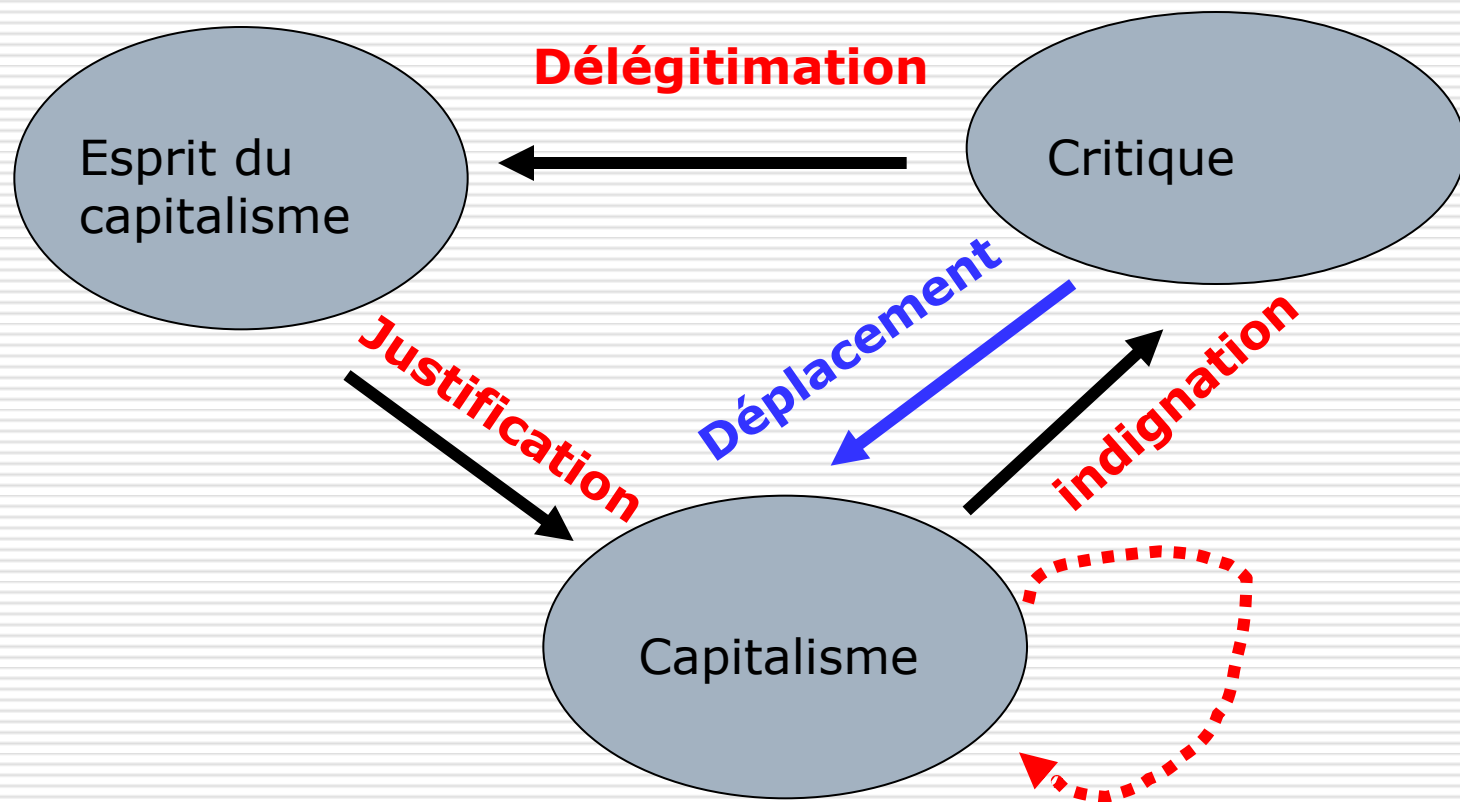 Délégitimation
Esprit du
capitalisme
Critique
Déplacement
Justification
indignation
Capitalisme